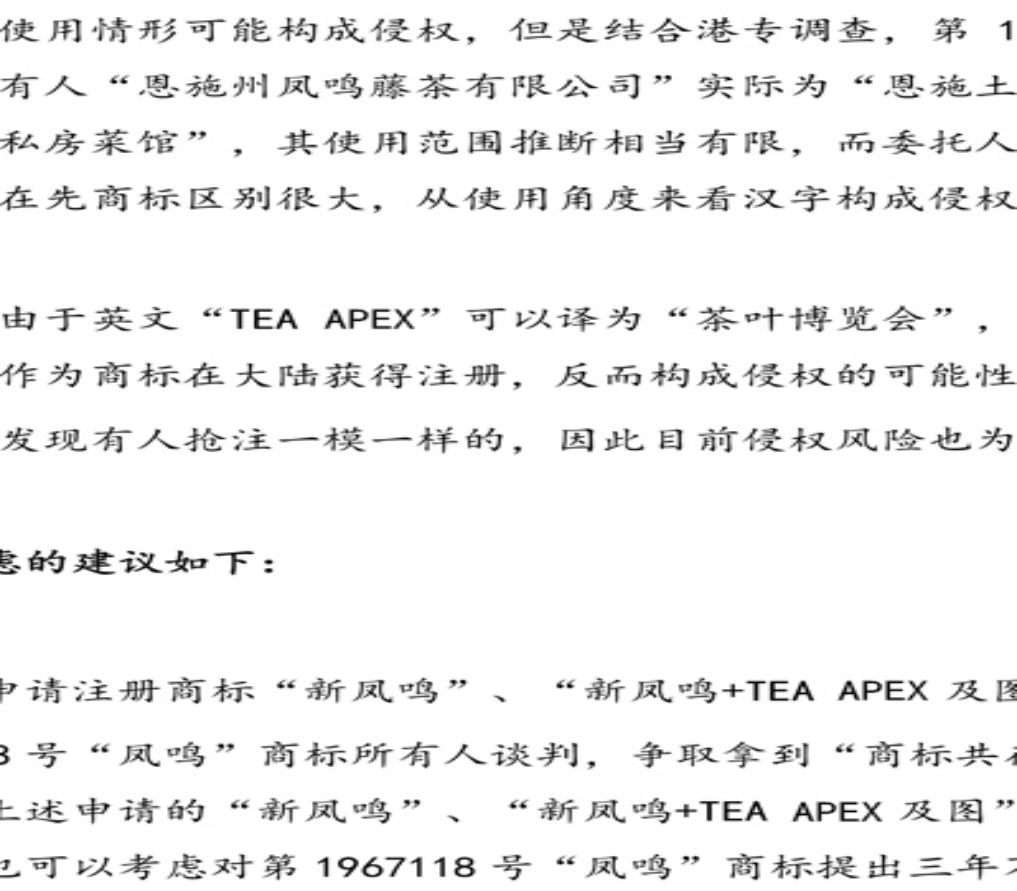 使用情形可能构成侵权，但是结合港专调查，第 1
有人“恩施州凤鸣藤茶有限公司”实际为“恩施土
私房菜馆”，其使用范围推断相当有限，而委托人
在先商标区别很大，从使用角度来看汉字构成侵权
由于英文“TEA APEX”可以译为“茶叶博览会”，
作为商标在大陆获得注册，反而构成侵权的可能性
发现有人抢注一模一样的，因此目前侵权风险也为
虑的建议如下：
申请注册商标“新凤鸣”、“新凤鸣+TEA APEX 及图
8 号“凤鸣”商标所有人谈判，争取拿到“商标共存
上述申请的“新凤鸣”、“新凤鸣+TEA APEX 及图”
也可以考虑对第 1967118 号“凤鸣”商标提出三年不